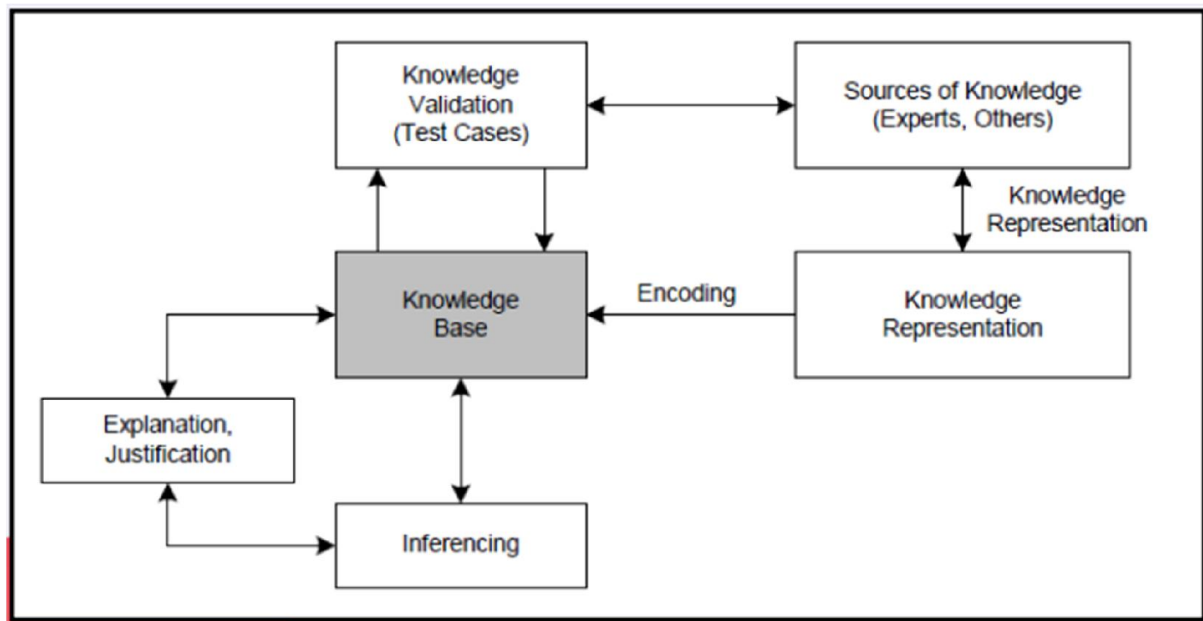 Knowledge
Validation
(Test Cases)
Sources of Knowledge
(Experts, Others)
Knowledge
Representation
Knowledge
Base
Encoding
Knowledge
Representation
Explanation,
Justification
Inferencing